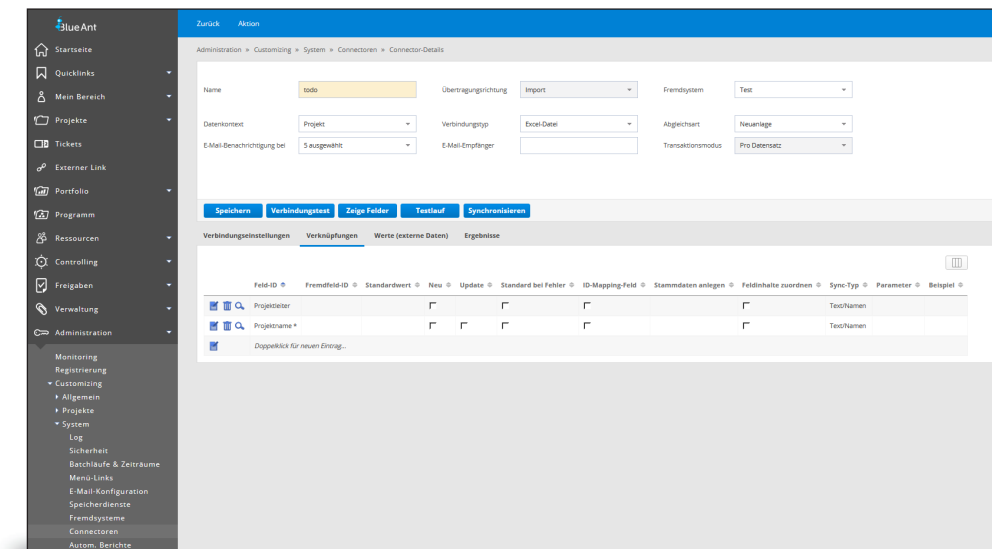 BlueAnt
Zurück Aktion
Startseite
Quicklinks
Mein Bereich
Projekte
Tickets
Externer Link
Portfolio
Programm
Ressourcen
Controlling
Freigaben
Verwaltung
Administration
Monitoring
Registrierung
Customizing
Allgemein
Projekte
System
Log
Sicherheit
Batchläufe & Zeiträume
Menü-Links
E-Mail-Konfiguration
Speicherdienste
Fremdsysteme
Connectoren
Autom. Berichte
Administration » Customizing » System » Connectoren » Connector-Details
Name todo Übertragungsrichtung Import Fremdsystem Test
Datenkontext Projekt Verbindungstyp Excel-Datei Abgleichsart Neuanlage
E-Mail-Benachrichtigung bei 5 ausgewählt E-Mail-Empfänger Transaktionsmodus Pro Datensatz
Speichern Verbindungstest Zeige Felder Testlauf Synchronisieren
Verbindungseinstellungen Verknüpfungen Werte (externe Daten) Ergebnisse
Feld-ID Fremdfeld-ID Standardwert Neu Update Standard bei Fehler ID-Mapping-Feld Stammdaten anlegen Feldinhalte zuordnen Sync-Typ Parameter Beispiel
Projektleiter Text/Namen
Projektname * Text/Namen
Doppelklick für neuen Eintrag...